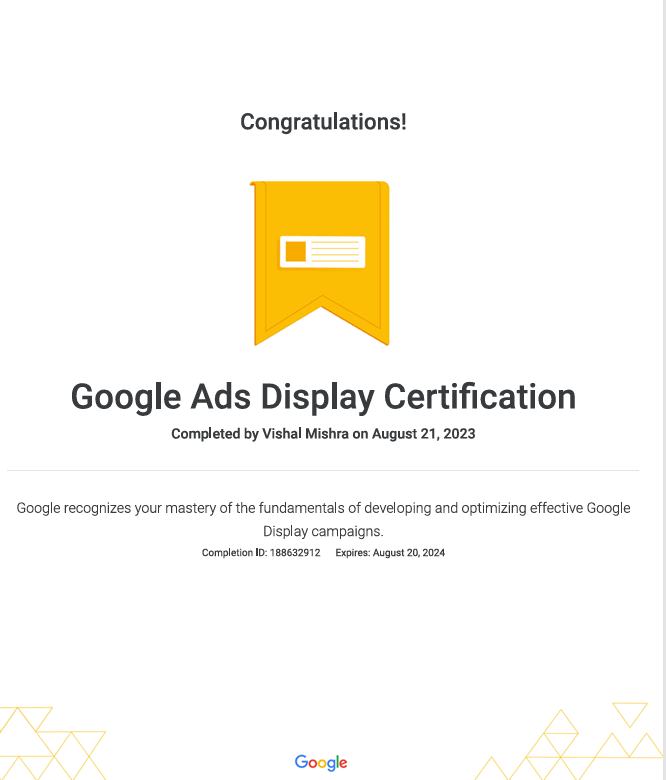 Congratulations!
Google Ads Display Certification
Completed by Vishal Mishra on August 21, 2023
Google recognizes your mastery of the fundamentals of developing and optimizing effective Google
Display campaigns.
Completion ID: 188632912 Expires: August 20, 2024
Google